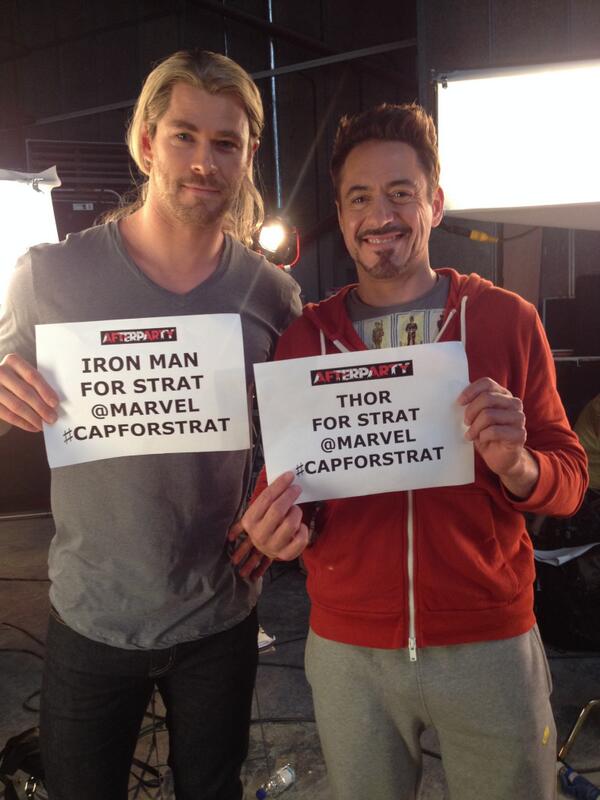 AFTERPARTY
IRON MAN
FOR STRAT
@MARVEL
#CAPFORSTRAT
AFTERPARTY
THOR
FOR STRAT
@MARVEL
#CAPFORSTRAT